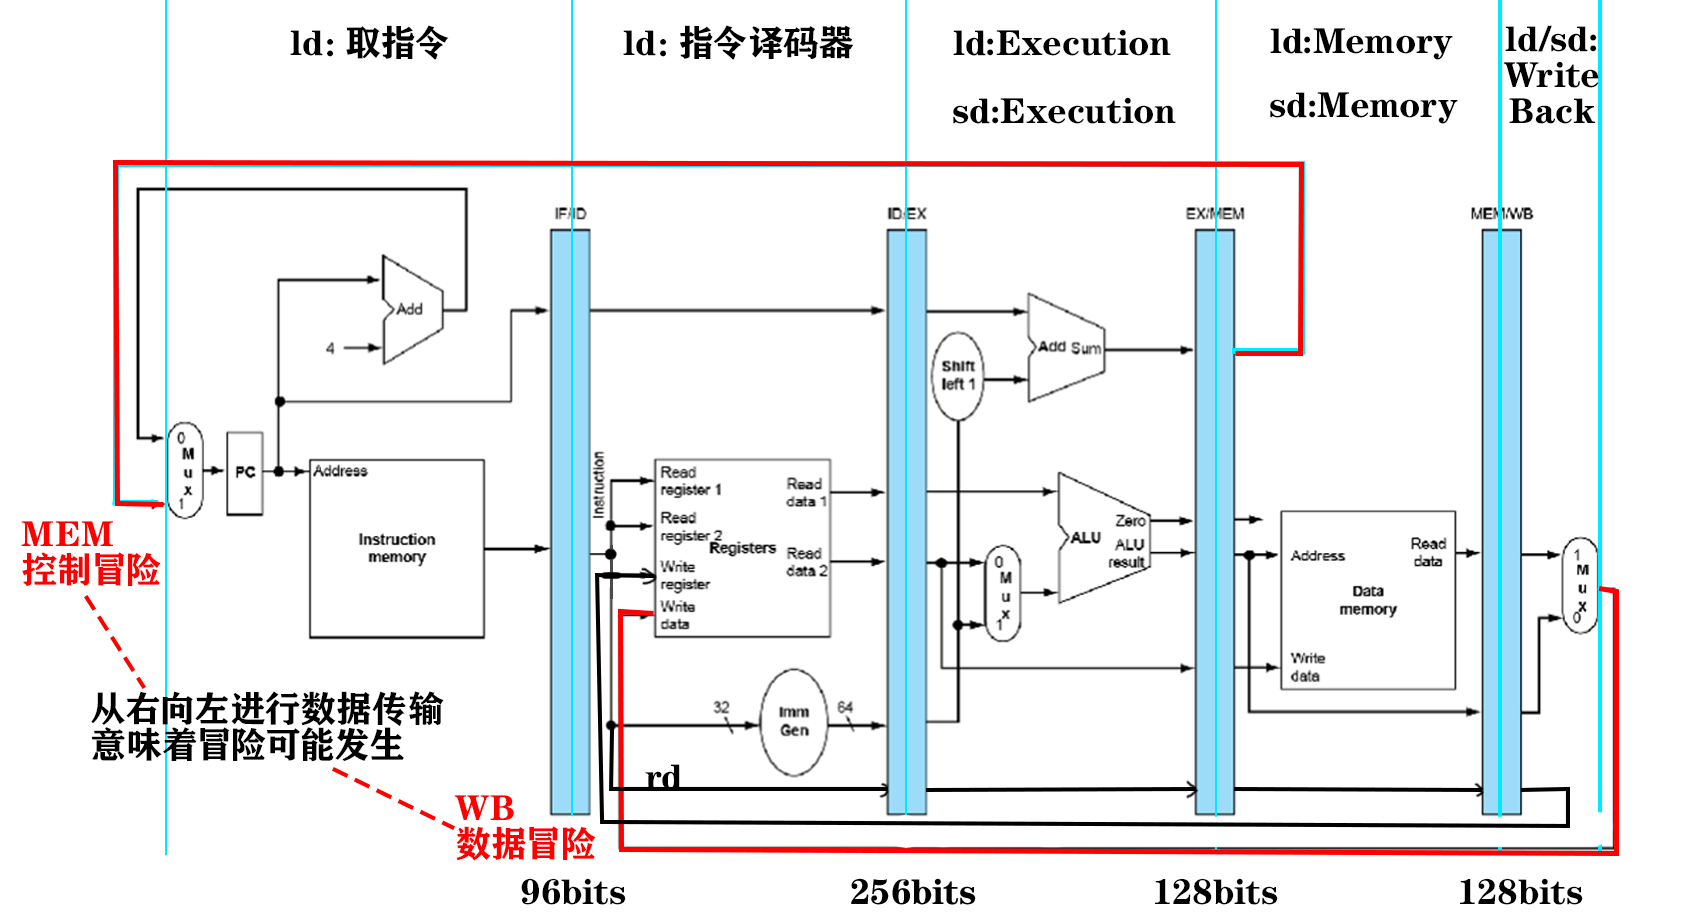 ld: 取指令
ld: 指令译码器
ld:Execution
sd:Execution
ld:Memory
sd:Memory
ld/sd:
Write
Back
IF/ID
ID/EX
EX/MEM
MEM/WB
Add
4
Add Sum
Shift
left 1
0
M
u
x
1
PC
Address
Instruction
memory
Instruction
Read
register 1
Read
register 2
Registers
Write
register
Write
data
Read
data 1
Read
data 2
0
M
u
x
1
Zero
ALU
ALU
result
Address
Read
data
Data
memory
Write
data
1
M
u
x
0
32
Imm
Gen
64
MEM
控制冒险
从右向左进行数据传输
意味着冒险可能发生
WB
数据冒险
rd
96bits
256bits
128bits
128bits